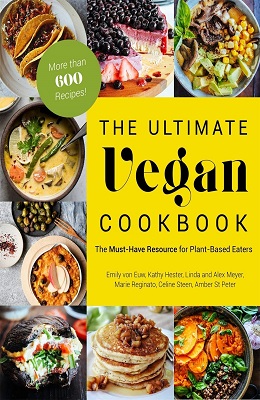 More than
600
Recipes!
THE ULTIMATE
Vegan
COOKBOOK
The Must-Have Resource for Plant-Based Eaters
Emily von Euw, Kathy Hester, Linda and Alex Meyer,
Marie Reginato, Celine Steen, Amber St Peter